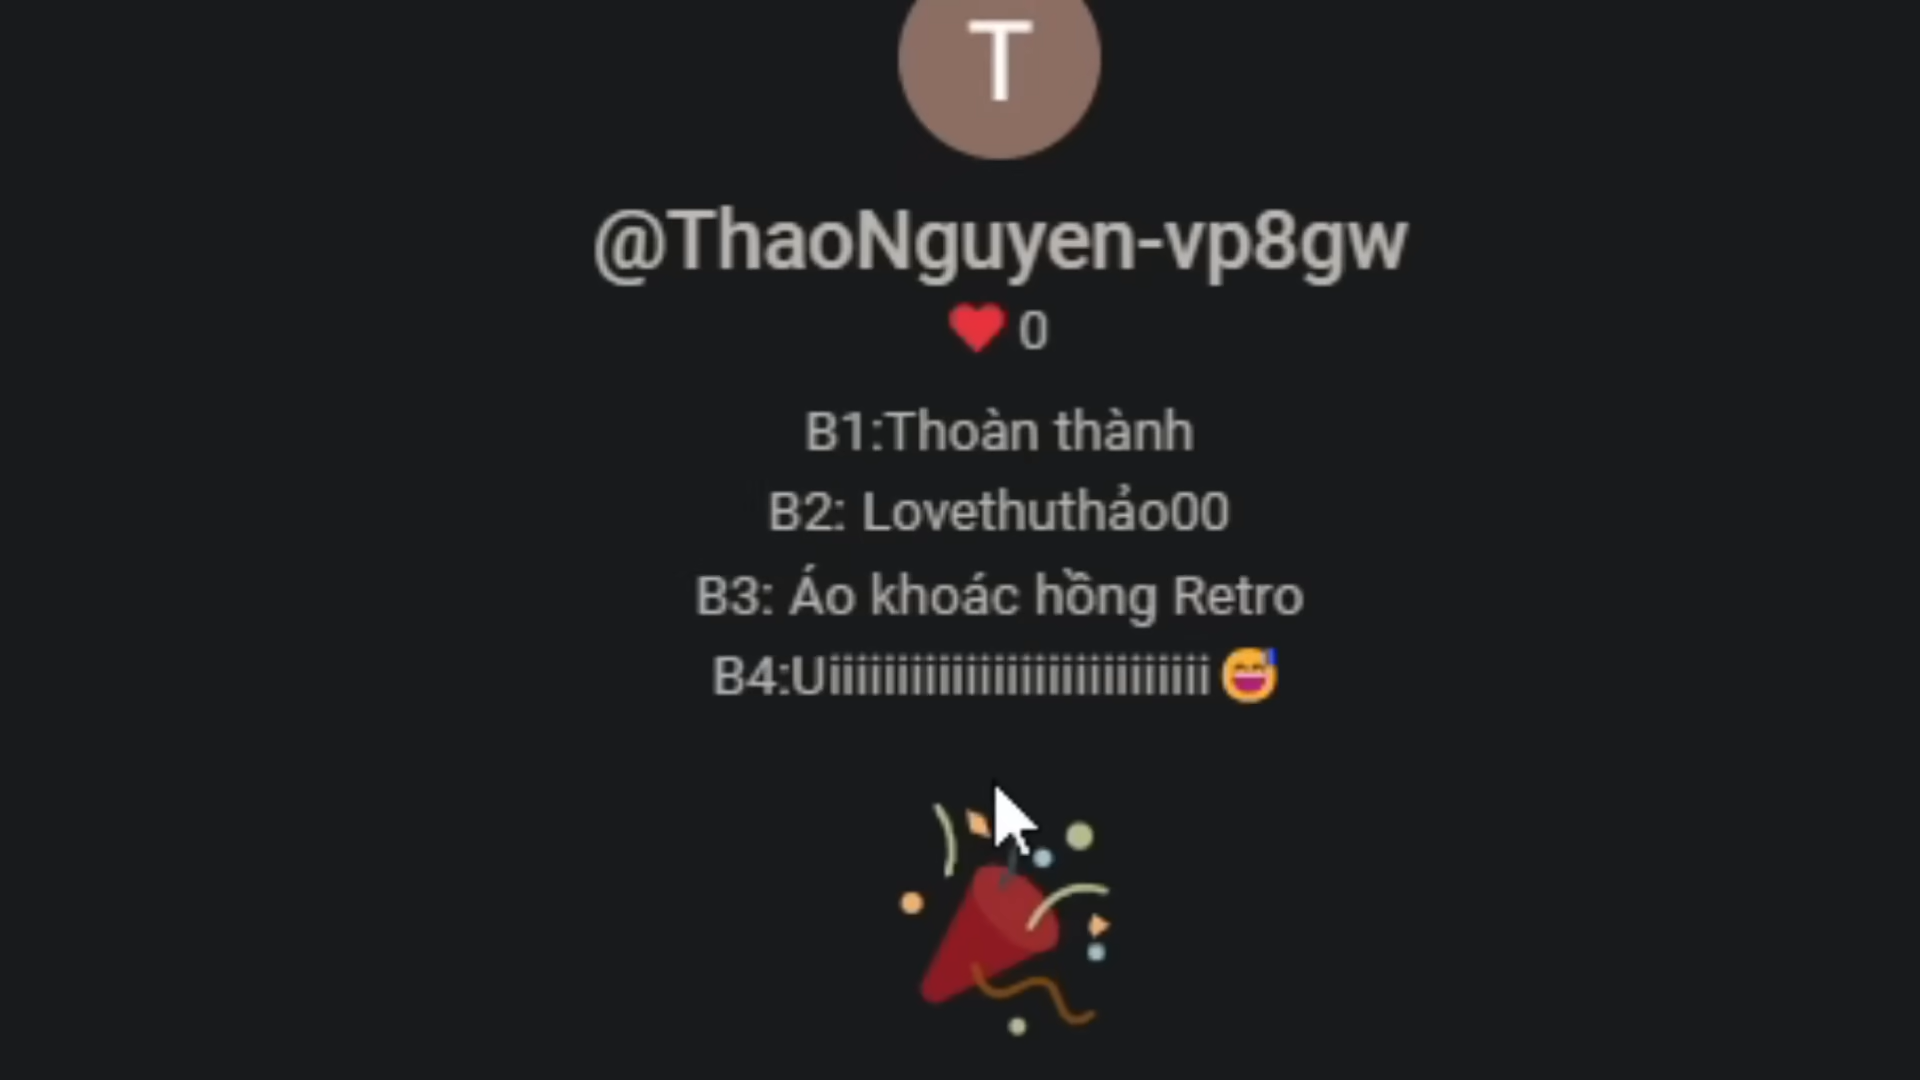 T
@ThaoNguyen-vp8gw
❤️ 0
B1:Thoàn thành
B2: Lovethuthảo00
B3: Áo khoác hồng Retro
B4:Uiiiiiiiiiiiiiiiiiiiiiiiiiiii😅